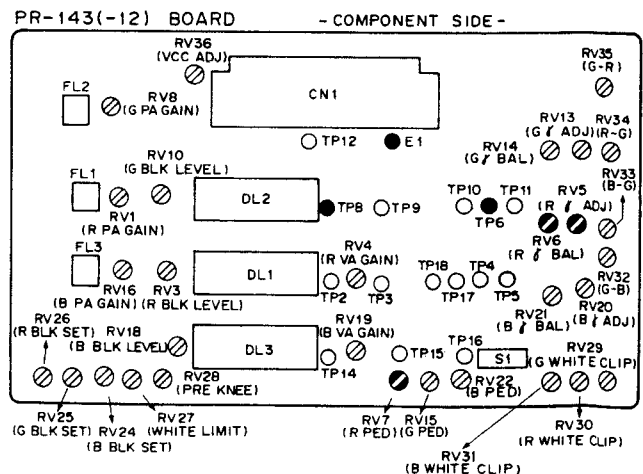 PR-143(-12) BOARD - COMPONENT SIDE -
RV36
(VCC ADJ)
RV35
(G-R)
FL2
RV8
(G PA GAIN)
CN1
RV13
(G γ ADJ)
RV34
(R-G)
TP12
E1
RV14
(G γ BAL)
RV33
(B-G)
RV10
(G BLK LEVEL)
FL1
DL2
TP8
TP9
TP10
TP11
TP6
RV5
(R γ ADJ)
RV1
(R PA GAIN)
RV6
(R γ BAL)
FL3
RV4
(R VA GAIN)
DL1
TP2
TP3
TP18
TP17
TP4
TP5
RV16
(B PA GAIN)
RV3
(R BLK LEVEL)
RV32
(G-B)
RV26
(R BLK SET)
RV18
(B BLK LEVEL)
RV19
(B VA GAIN)
RV21
(B γ BAL)
RV20
(B γ ADJ)
DL3
TP14
TP15
TP16
S1
RV29
(G WHITE CLIP)
RV28
(PRE KNEE)
RV22
(B PED)
RV25
(G BLK SET)
RV24
(B BLK SET)
RV27
(WHITE LIMIT)
RV7
(R PED)
RV15
(G PED)
RV30
(R WHITE CLIP)
RV31
(B WHITE CLIP)